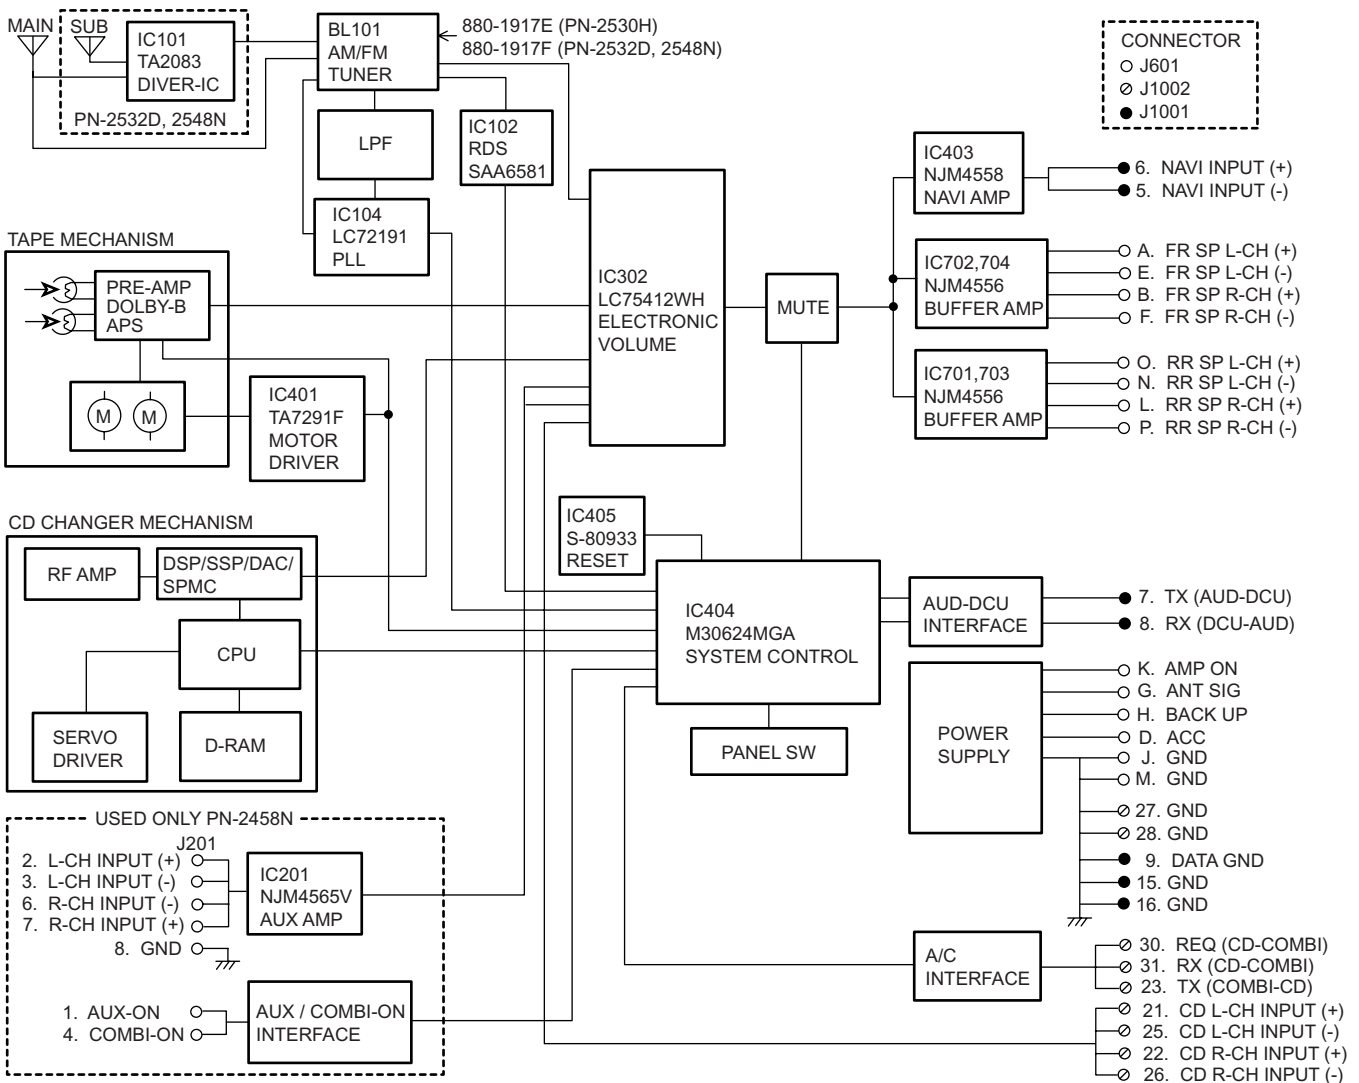 MAIN
SUB
IC101
TA2083
DIVER-IC
PN-2532D, 2548N
BL101
AM/FM
TUNER
880-1917E (PN-2530H)
880-1917F (PN-2532D, 2548N)
CONNECTOR
J601
J1002
J1001
LPF
IC102
RDS
SAA6581
IC104
LC72191
PLL
IC403
NJM4558
NAVI AMP
6. NAVI INPUT (+)
5. NAVI INPUT (-)
TAPE MECHANISM
PRE-AMP
DOLBY-B
APS
M
M
IC401
TA7291F
MOTOR
DRIVER
IC302
LC75412WH
ELECTRONIC
VOLUME
MUTE
IC702,704
NJM4556
BUFFER AMP
A. FR SP L-CH (+)
E. FR SP L-CH (-)
B. FR SP R-CH (+)
F. FR SP R-CH (-)
IC701,703
NJM4556
BUFFER AMP
O. RR SP L-CH (+)
N. RR SP L-CH (-)
L. RR SP R-CH (+)
P. RR SP R-CH (-)
CD CHANGER MECHANISM
RF AMP
DSP/SSP/DAC/
SPMC
CPU
SERVO
DRIVER
D-RAM
IC405
S-80933
RESET
IC404
M30624MGA
SYSTEM CONTROL
PANEL SW
AUD-DCU
INTERFACE
7. TX (AUD-DCU)
8. RX (DCU-AUD)
POWER
SUPPLY
K. AMP ON
G. ANT SIG
H. BACK UP
D. ACC
J. GND
M. GND
27. GND
28. GND
9. DATA GND
15. GND
16. GND
USED ONLY PN-2458N
J201
2. L-CH INPUT (+)
3. L-CH INPUT (-)
6. R-CH INPUT (-)
7. R-CH INPUT (+)
8. GND
IC201
NJM4565V
AUX AMP
1. AUX-ON
4. COMBI-ON
AUX / COMBI-ON
INTERFACE
A/C
INTERFACE
30. REQ (CD-COMBI)
31. RX (CD-COMBI)
23. TX (COMBI-CD)
21. CD L-CH INPUT (+)
25. CD L-CH INPUT (-)
22. CD R-CH INPUT (+)
26. CD R-CH INPUT (-)